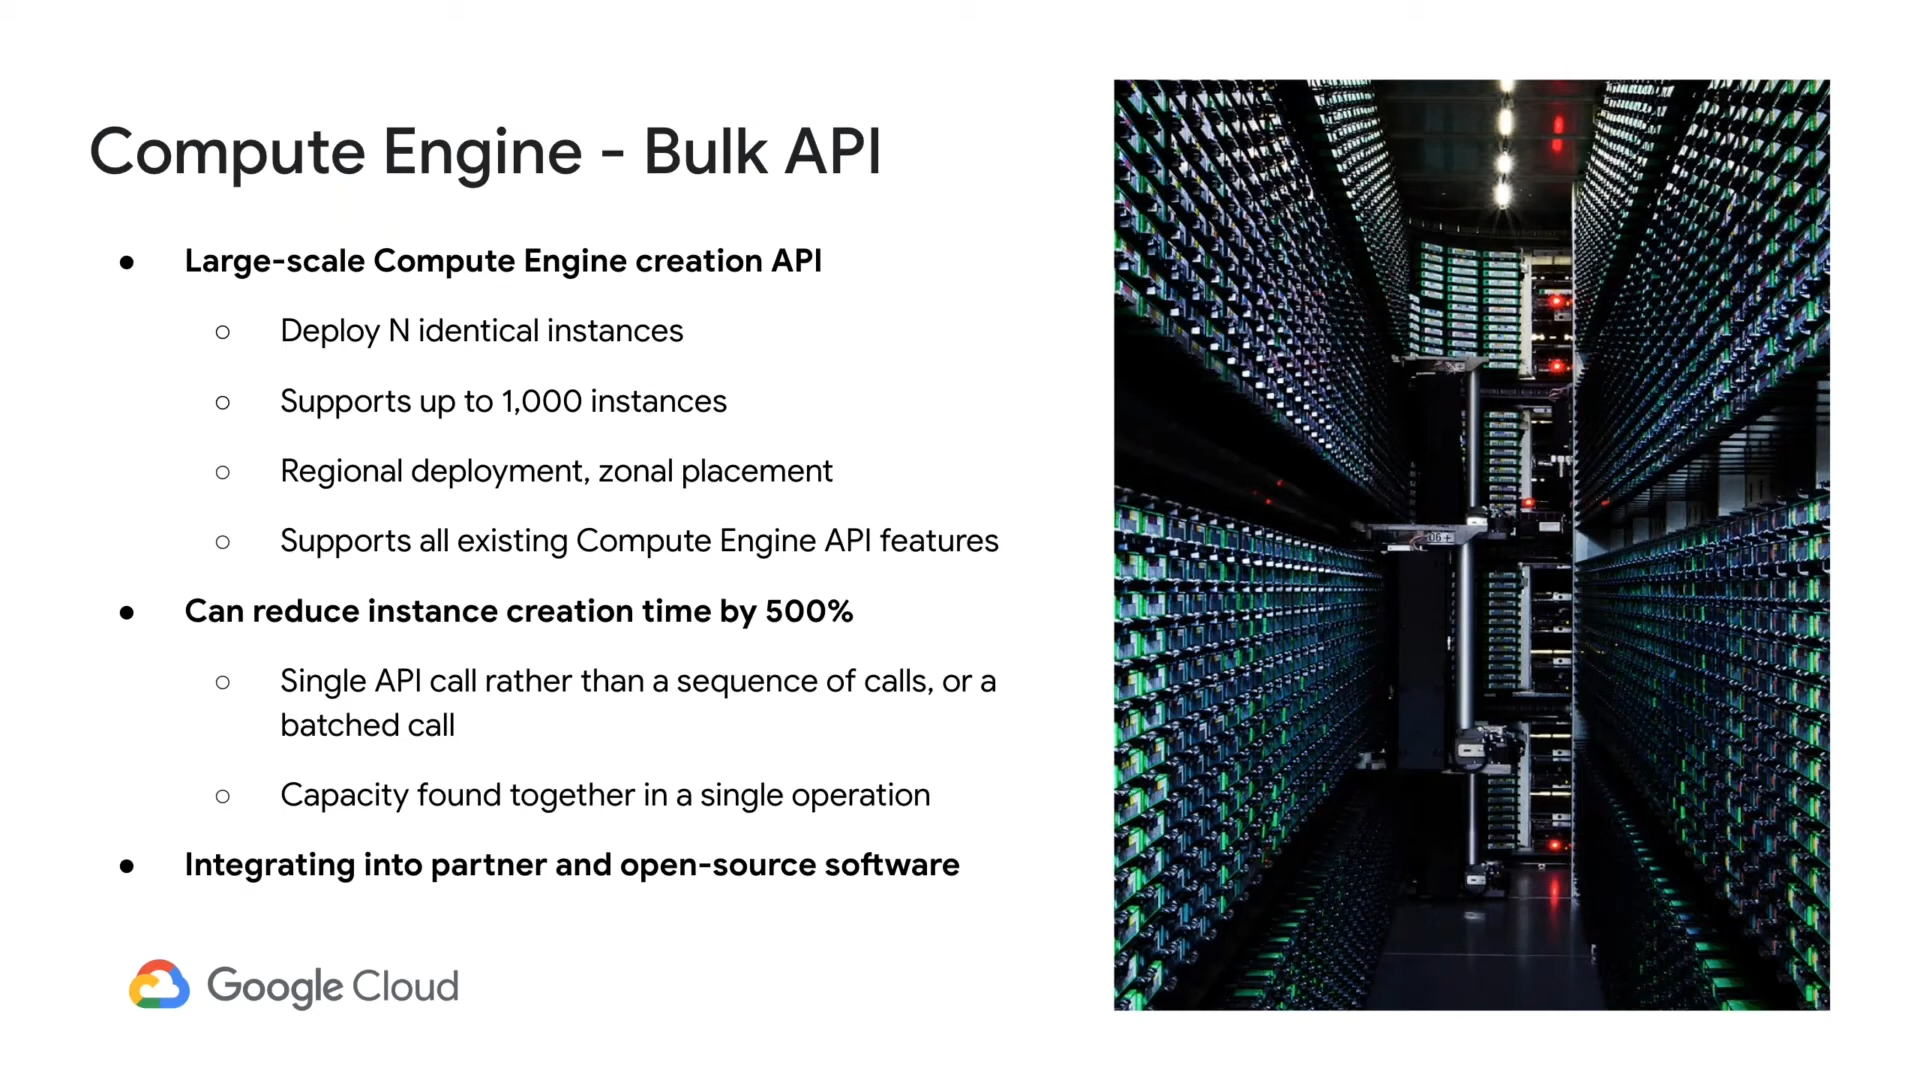 Compute Engine - Bulk API
● Large-scale Compute Engine creation API
○ Deploy N identical instances
○ Supports up to 1,000 instances
○ Regional deployment, zonal placement
○ Supports all existing Compute Engine API features
● Can reduce instance creation time by 500%
○ Single API call rather than a sequence of calls, or a
batched call
○ Capacity found together in a single operation
● Integrating into partner and open-source software
Google Cloud
06+